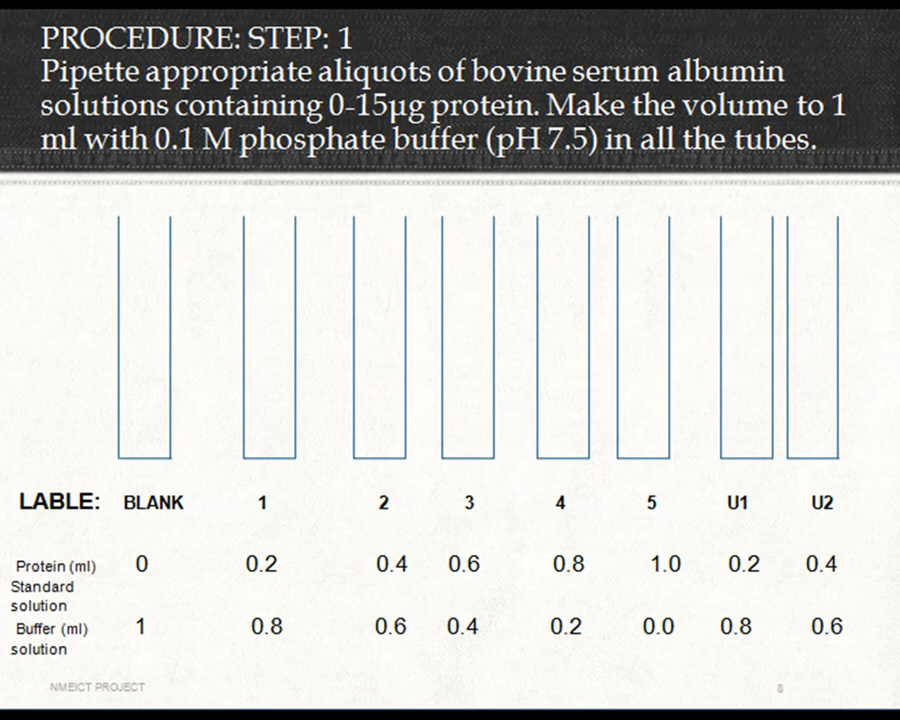 PROCEDURE: STEP: 1
Pipette appropriate aliquots of bovine serum albumin
solutions containing 0-15μg protein. Make the volume to 1
ml with 0.1 M phosphate buffer (pH 7.5) in all the tubes.
LABLE: BLANK 1 2 3 4 5 U1 U2
Protein (ml) 0 0.2 0.4 0.6 0.8 1.0 0.2 0.4
Standard
solution
Buffer (ml) 1 0.8 0.6 0.4 0.2 0.0 0.8 0.6
solution
NMEICT PROJECT 8